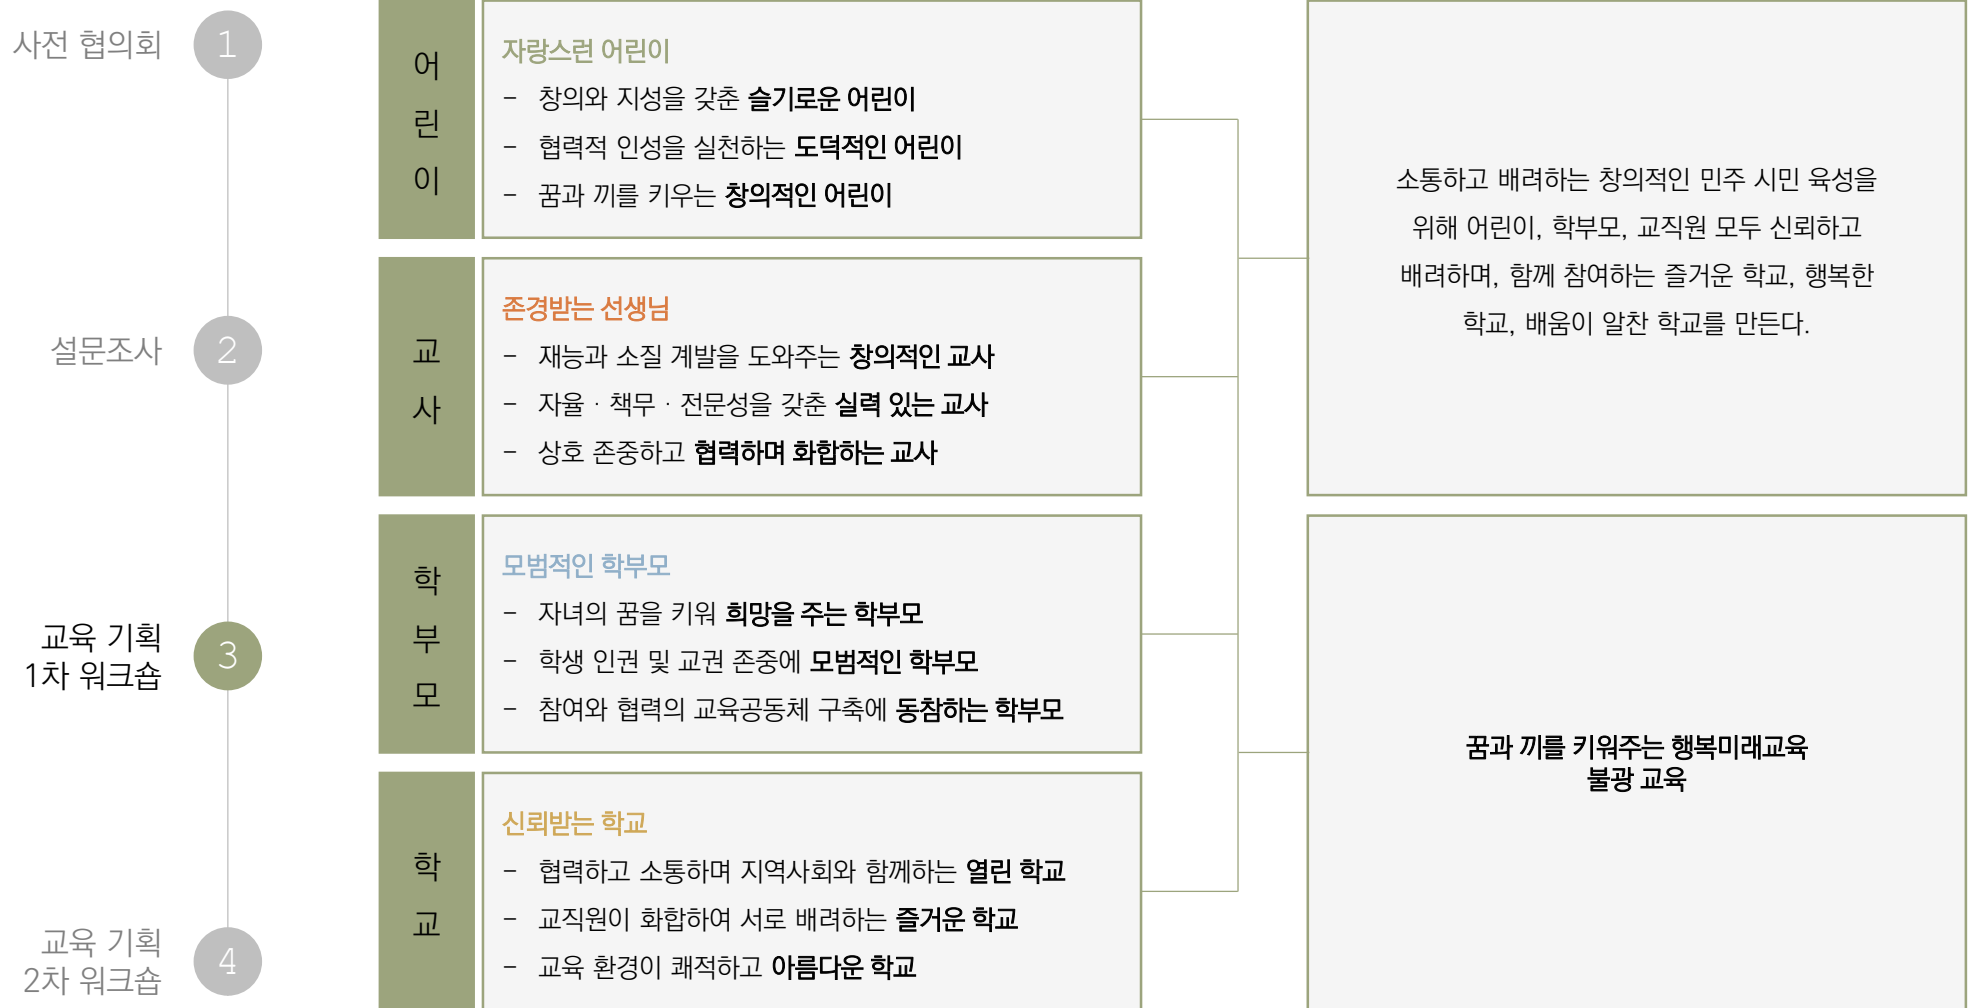 사전 협의회
1
설문조사
2
교육 기획
1차 워크숍
3
교육 기획
2차 워크숍
4
어
린
이
자랑스런 어린이
- 창의와 지성을 갖춘 슬기로운 어린이
- 협력적 인성을 실천하는 도덕적인 어린이
- 꿈과 끼를 키우는 창의적인 어린이
교
사
존경받는 선생님
- 재능과 소질 계발을 도와주는 창의적인 교사
- 자율 · 책무 · 전문성을 갖춘 실력 있는 교사
- 상호 존중하고 협력하며 화합하는 교사
학
부
모
모범적인 학부모
- 자녀의 꿈을 키워 희망을 주는 학부모
- 학생 인권 및 교권 존중에 모범적인 학부모
- 참여와 협력의 교육공동체 구축에 동참하는 학부모
학
교
신뢰받는 학교
- 협력하고 소통하며 지역사회와 함께하는 열린 학교
- 교직원이 화합하여 서로 배려하는 즐거운 학교
- 교육 환경이 쾌적하고 아름다운 학교
소통하고 배려하는 창의적인 민주 시민 육성을
위해 어린이, 학부모, 교직원 모두 신뢰하고
배려하며, 함께 참여하는 즐거운 학교, 행복한
학교, 배움이 알찬 학교를 만든다.
꿈과 끼를 키워주는 행복미래교육
불광 교육